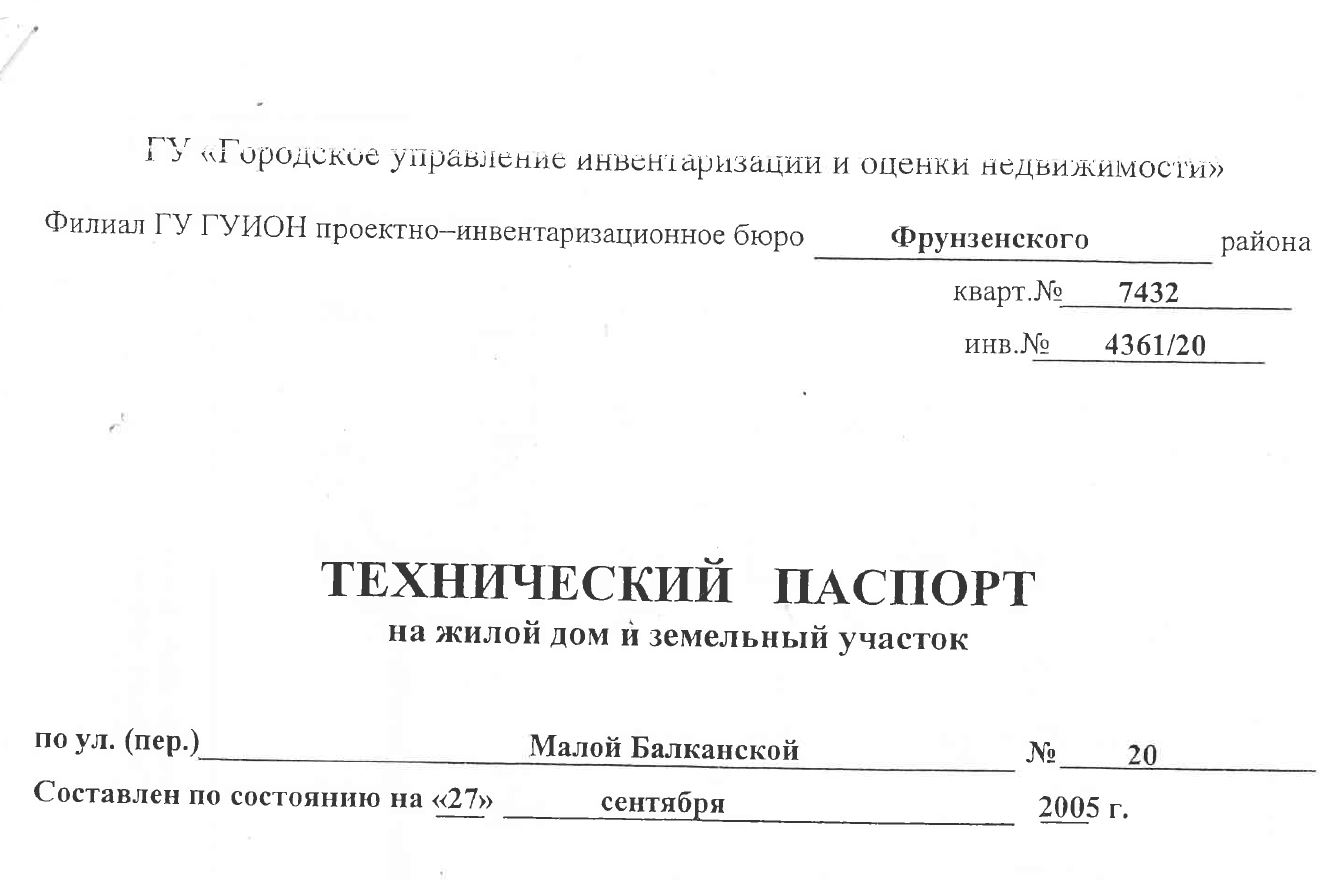 ГУ «Городское управление инвентаризации и оценки недвижимости»
Филиал ГУ ГУИОН проектно–инвентаризационное бюро Фрунзенского района
кварт.№ 7432
инв.№ 4361/20
ТЕХНИЧЕСКИЙ ПАСПОРТ
на жилой дом и земельный участок
по ул. (пер.) Малой Балканской № 20
Составлен по состоянию на «27» сентября 2005 г.